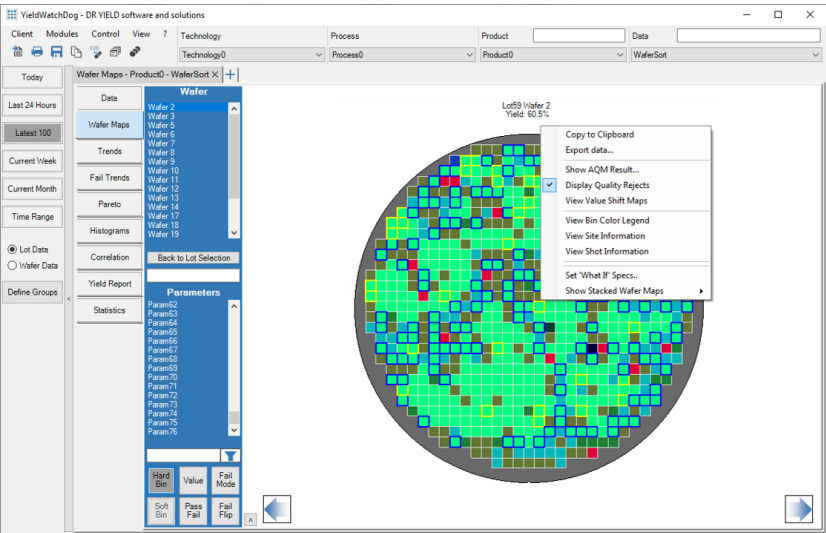 YieldWatchDog - DR YIELD software and solutions
Client Modules Control View ?
Technology Process Product Data
Technology0 Process0 Product0 WaferSort
Today
Last 24 Hours
Latest 100
Current Week
Current Month
Time Range
Lot Data
Wafer Data
Define Groups
<
Wafer Maps - Product0 - WaferSort × +
Data
Wafer Maps
Trends
Fail Trends
Pareto
Histograms
Correlation
Yield Report
Statistics
Wafer
Wafer 2
Wafer 3
Wafer 5
Wafer 6
Wafer 7
Wafer 8
Wafer 9
Wafer 10
Wafer 11
Wafer 12
Wafer 13
Wafer 14
Wafer 17
Wafer 18
Wafer 19
Back to Lot Selection
Parameters
Param62
Param63
Param64
Param65
Param66
Param67
Param68
Param69
Param70
Param71
Param72
Param73
Param74
Param75
Param76
Hard Bin
Value
Fail Mode
Soft Bin
Pass Fail
Fail Flip
Lot59 Wafer 2
Yield: 60.5%
Copy to Clipboard
Export data...
Show AQM Result...
Display Quality Rejects
View Value Shift Maps
View Bin Color Legend
View Site Information
View Shot Information
Set 'What If' Specs..
Show Stacked Wafer Maps